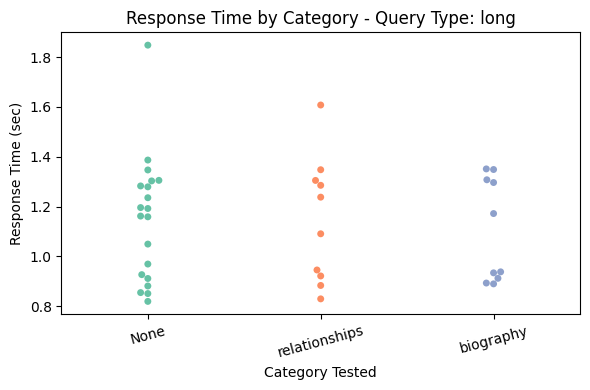 Response Time by Category - Query Type: long
Response Time (sec)
1.8
1.6
1.4
1.2
1.0
0.8
None
relationships
biography
Category Tested